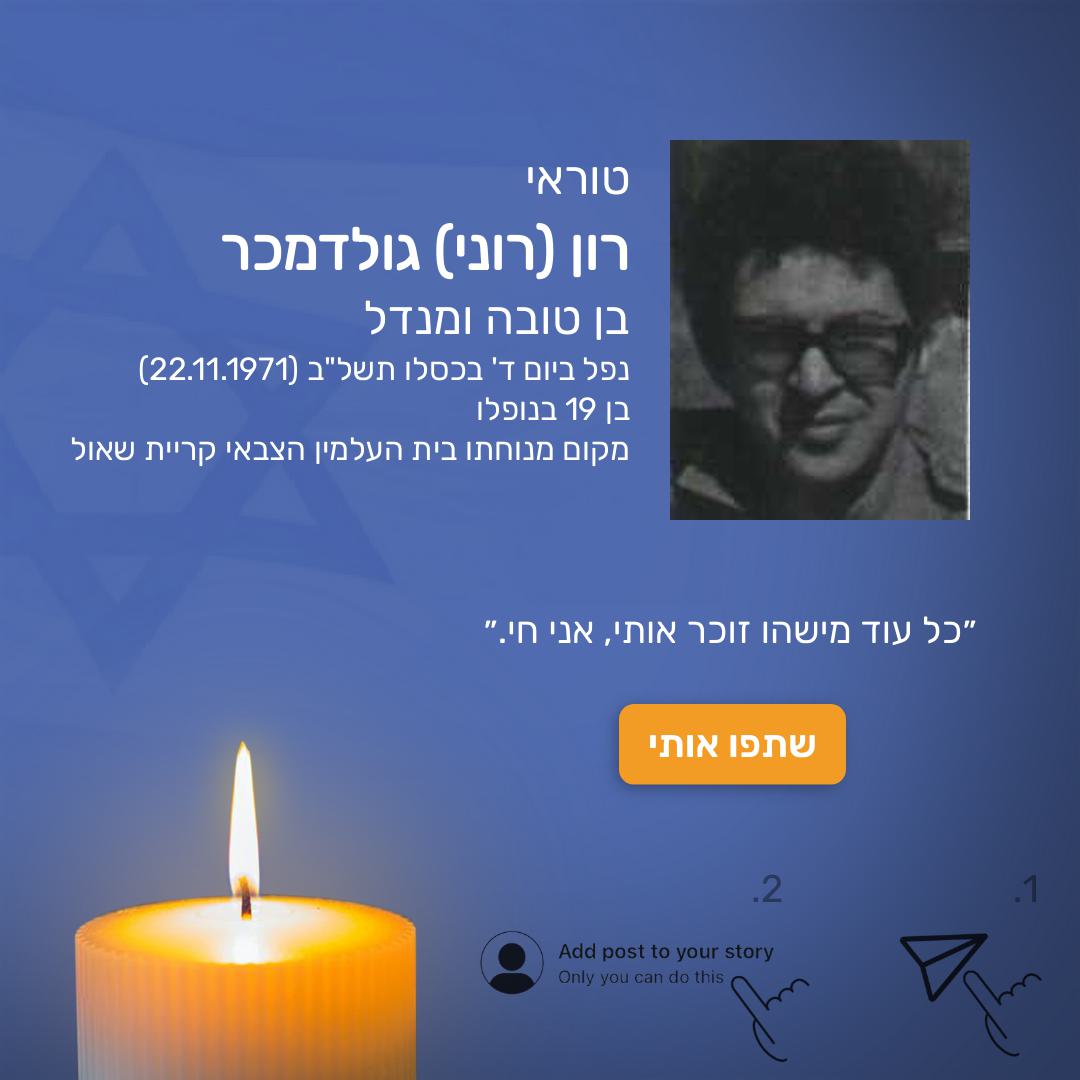 טוראי
רון (רוני) גולדמכר
בן טובה ומנדל
נפל ביום ד' בכסלו תשל"ב (22.11.1971)
בן 19 בנופלו
מקום מנוחתו בית העלמין הצבאי קריית שאול
״כל עוד מישהו זוכר אותי, אני חי.״
שתפו אותי
1.
2.
Add post to your story
Only you can do this